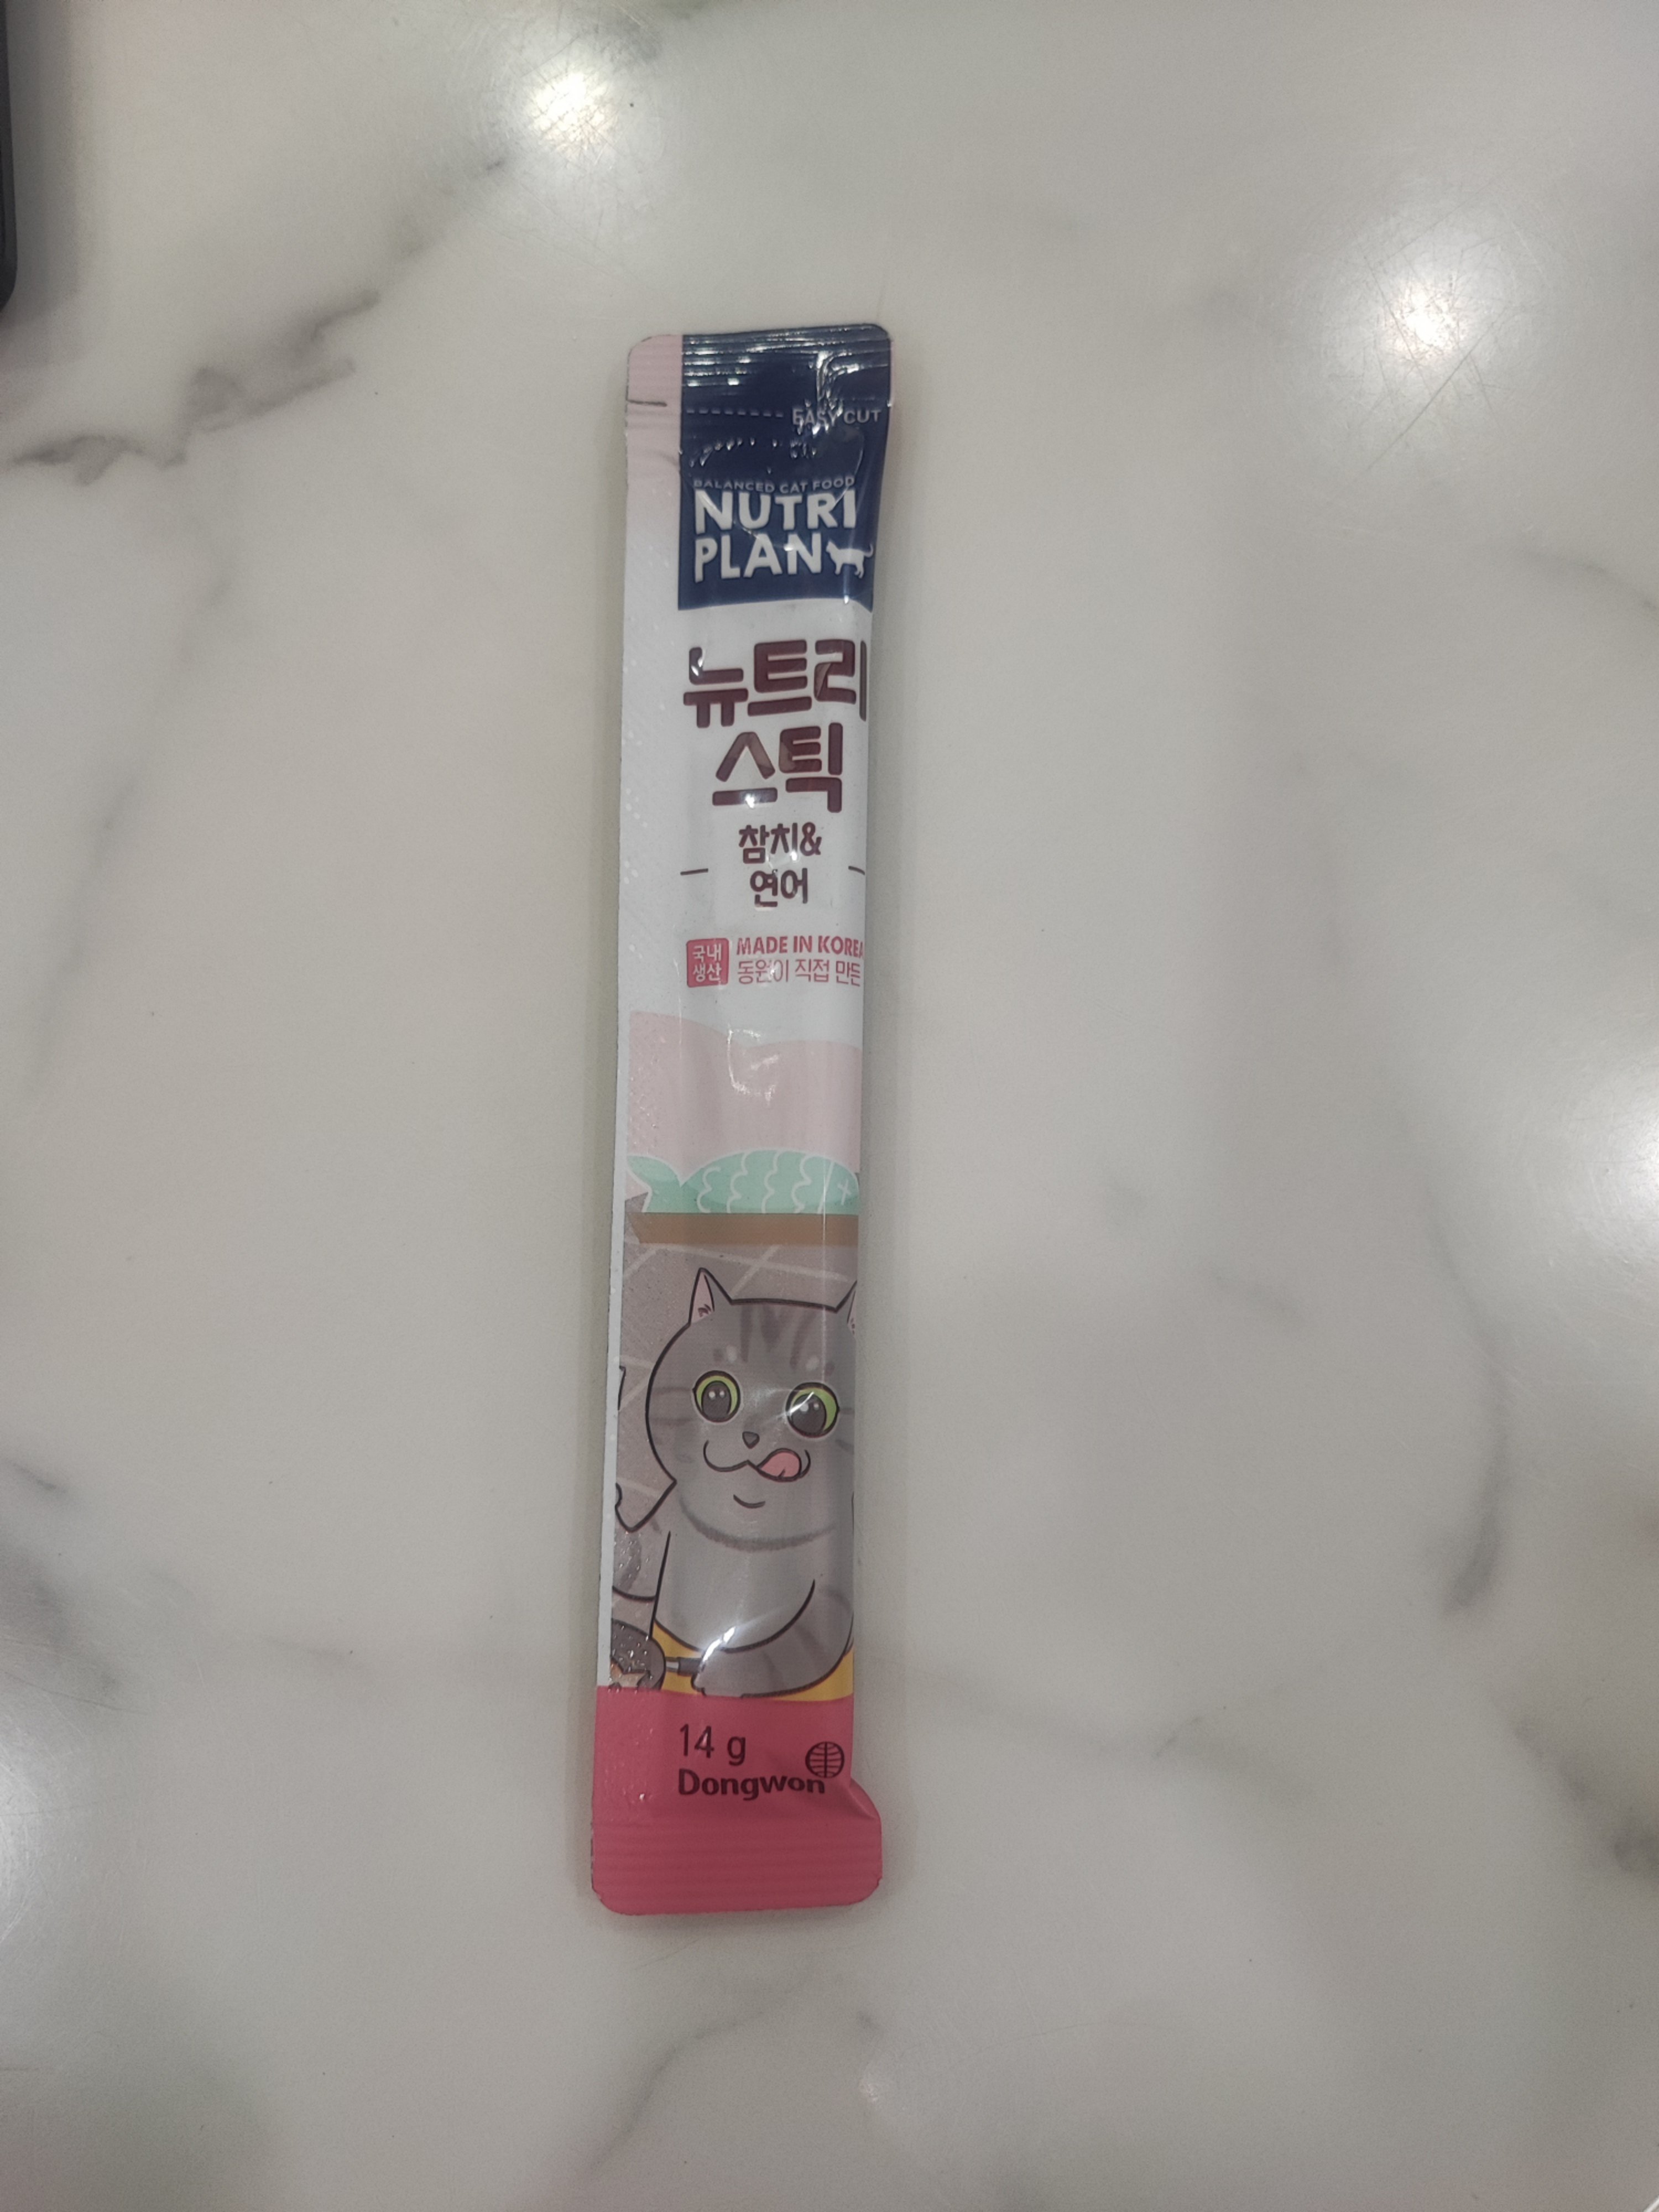 EASY CUT
BALANCED CAT FOOD
NUTRI
PLAN
뉴트리
스틱
참치&
연어
국내
생산
MADE IN KOREA
동원이 직접 만든
14 g
Dongwon